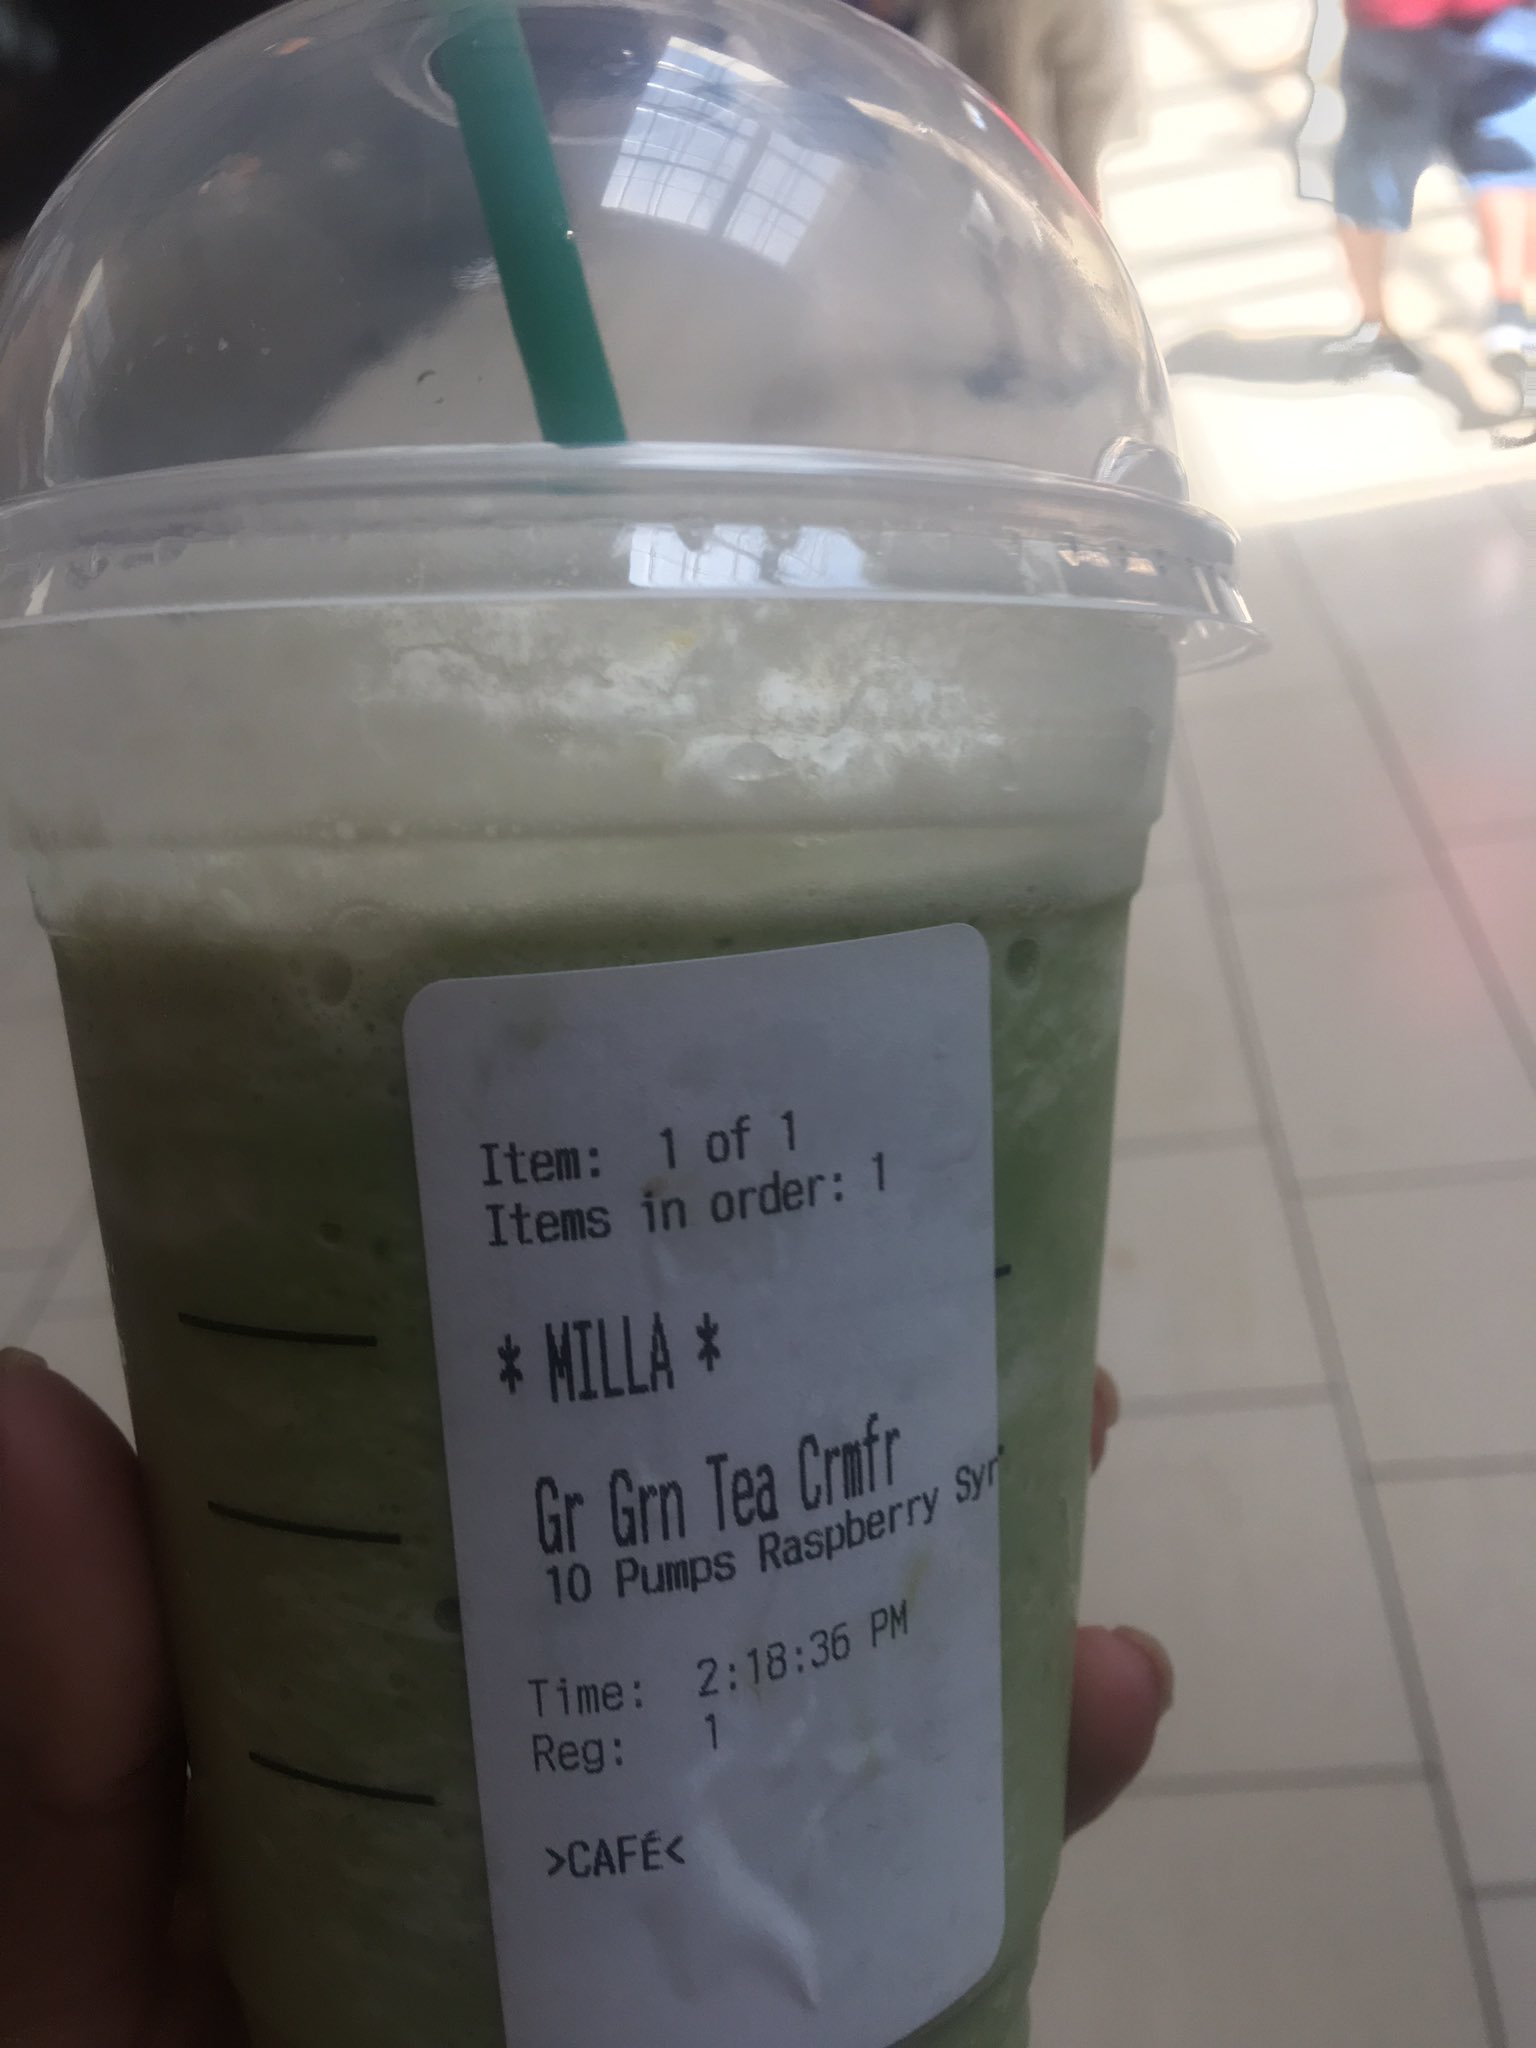 Item: 1 of 1
Items in order: 1
* MILLA *
Gr Grn Tea Crmfr
10 Pumps Raspberry Syr
Time: 2:18:36 PM
Reg: 1
>CAFÉ<